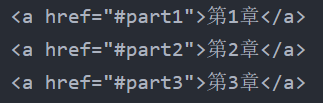 <a href="#part1">第1章</a>
<a href="#part2">第2章</a>
<a href="#part3">第3章</a>